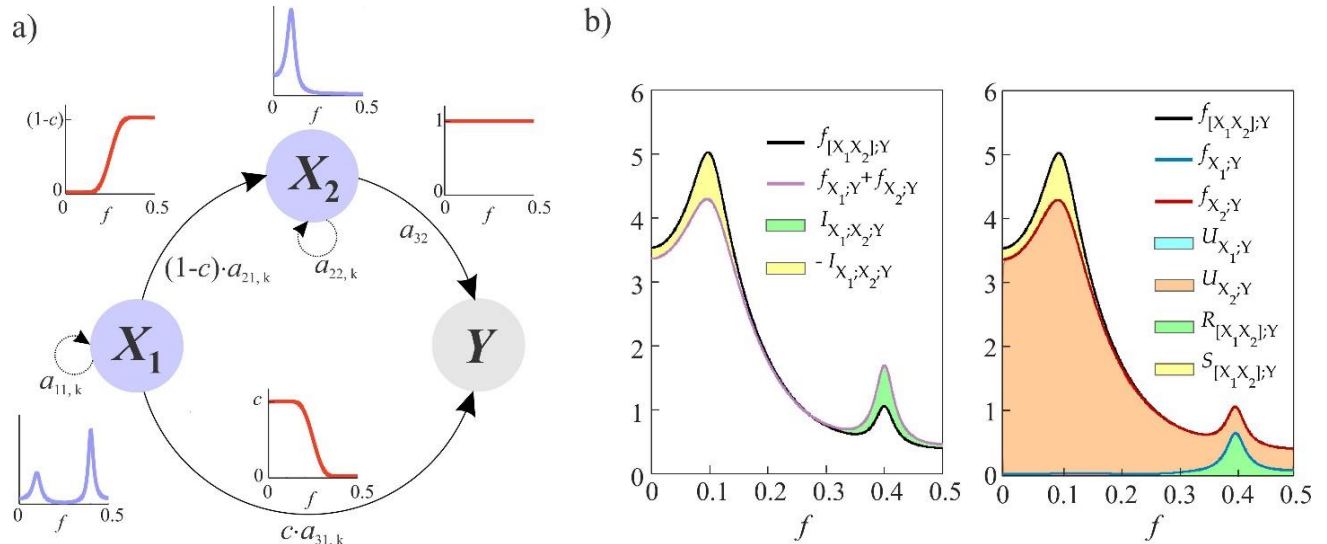 a)
0
0.5
f
(1-c)
0
0
0.5
f
X₂
1
0
0
0.5
f
a₃₂
a₂₂, ₖ
(1-c)·a₂₁, ₖ
X₁
a₁₁, ₖ
0
f
0.5
Y
c
0
f
0.5
c·a₃₁, ₖ
b)
6
5
4
3
2
1
0
0
0.1
0.2
0.3
0.4
0.5
f
f[X₁X₂];Y
fX₁;Y+fX₂;Y
IX₁;X₂;Y
- IX₁;X₂;Y
6
5
4
3
2
1
0
0
0.1
0.2
0.3
0.4
0.5
f
f[X₁X₂];Y
fX₁;Y
fX₂;Y
UX₁;Y
UX₂;Y
R[X₁X₂];Y
S[X₁X₂];Y